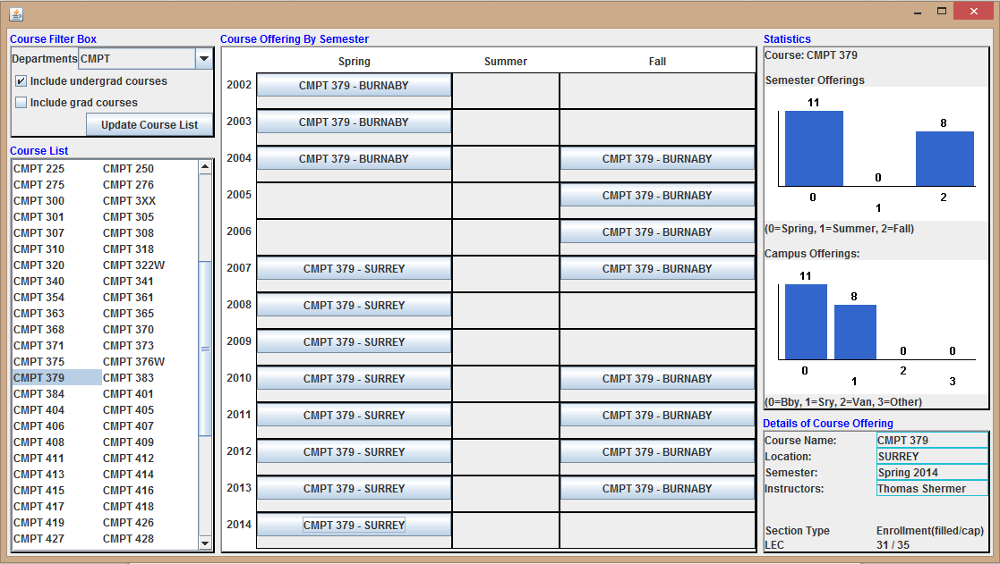 Course Filter Box
Departments CMPT
Include undergrad courses
Include grad courses
Update Course List
Course List
CMPT 225 CMPT 250
CMPT 275 CMPT 276
CMPT 300 CMPT 3XX
CMPT 301 CMPT 305
CMPT 307 CMPT 308
CMPT 310 CMPT 318
CMPT 320 CMPT 322W
CMPT 340 CMPT 341
CMPT 354 CMPT 361
CMPT 363 CMPT 365
CMPT 368 CMPT 370
CMPT 371 CMPT 373
CMPT 375 CMPT 376W
CMPT 379 CMPT 383
CMPT 384 CMPT 401
CMPT 404 CMPT 405
CMPT 406 CMPT 407
CMPT 408 CMPT 409
CMPT 411 CMPT 412
CMPT 413 CMPT 414
CMPT 415 CMPT 416
CMPT 417 CMPT 418
CMPT 419 CMPT 426
CMPT 427 CMPT 428
Course Offering By Semester
Spring Summer Fall
2002 CMPT 379 - BURNABY
2003 CMPT 379 - BURNABY
2004 CMPT 379 - BURNABY CMPT 379 - BURNABY
2005 CMPT 379 - BURNABY
2006 CMPT 379 - BURNABY
2007 CMPT 379 - SURREY CMPT 379 - BURNABY
2008 CMPT 379 - SURREY
2009 CMPT 379 - SURREY
2010 CMPT 379 - SURREY CMPT 379 - BURNABY
2011 CMPT 379 - SURREY CMPT 379 - BURNABY
2012 CMPT 379 - SURREY CMPT 379 - BURNABY
2013 CMPT 379 - SURREY CMPT 379 - BURNABY
2014 CMPT 379 - SURREY
Statistics
Course: CMPT 379
Semester Offerings
11 0 8
0 1 2
(0=Spring, 1=Summer, 2=Fall)
Campus Offerings:
11 8 0 0
0 1 2 3
(0=Bby, 1=Sry, 2=Van, 3=Other)
Details of Course Offering
Course Name: CMPT 379
Location: SURREY
Semester: Spring 2014
Instructors: Thomas Shermer
Section Type Enrollment(filled/cap)
LEC 31 / 35